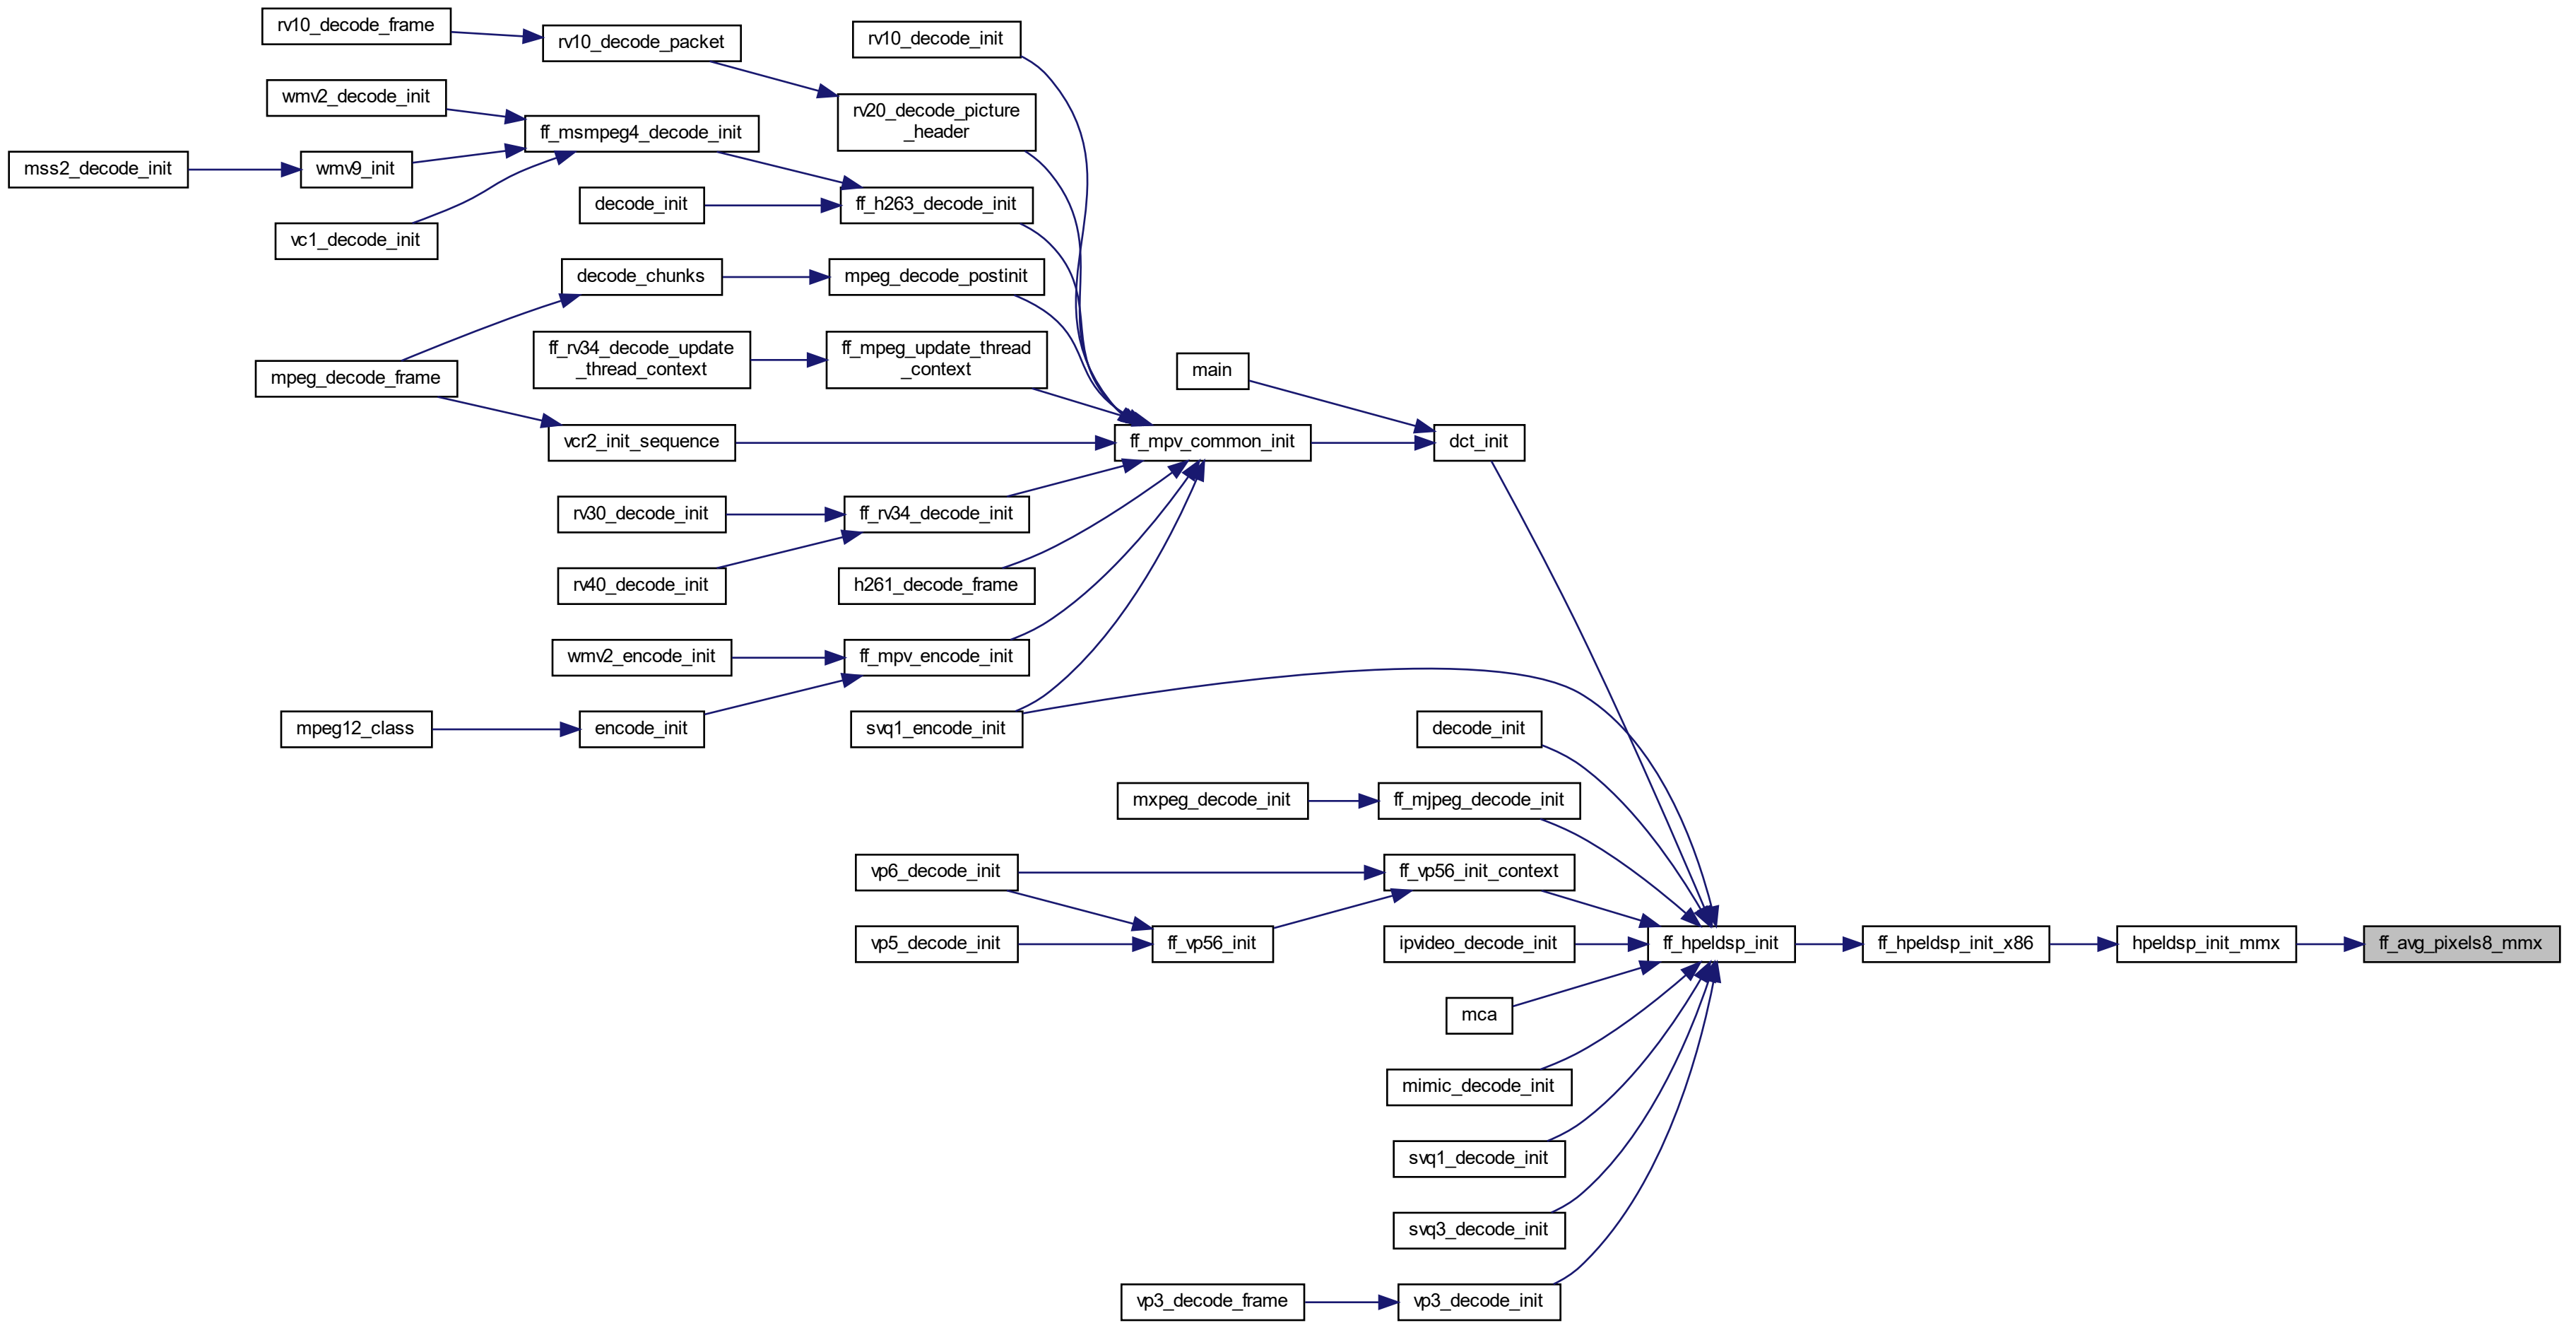 rv10_decode_frame
rv10_decode_packet
rv10_decode_init
wmv2_decode_init
rv20_decode_picture
_header
ff_msmpeg4_decode_init
mss2_decode_init
wmv9_init
decode_init
ff_h263_decode_init
vc1_decode_init
decode_chunks
mpeg_decode_postinit
ff_rv34_decode_update
_thread_context
ff_mpeg_update_thread
_context
main
mpeg_decode_frame
vcr2_init_sequence
ff_mpv_common_init
dct_init
rv30_decode_init
ff_rv34_decode_init
rv40_decode_init
h261_decode_frame
wmv2_encode_init
ff_mpv_encode_init
mpeg12_class
encode_init
svq1_encode_init
decode_init
mxpeg_decode_init
ff_mjpeg_decode_init
vp6_decode_init
ff_vp56_init_context
vp5_decode_init
ff_vp56_init
ipvideo_decode_init
ff_hpeldsp_init
ff_hpeldsp_init_x86
hpeldsp_init_mmx
ff_avg_pixels8_mmx
mca
mimic_decode_init
svq1_decode_init
svq3_decode_init
vp3_decode_frame
vp3_decode_init